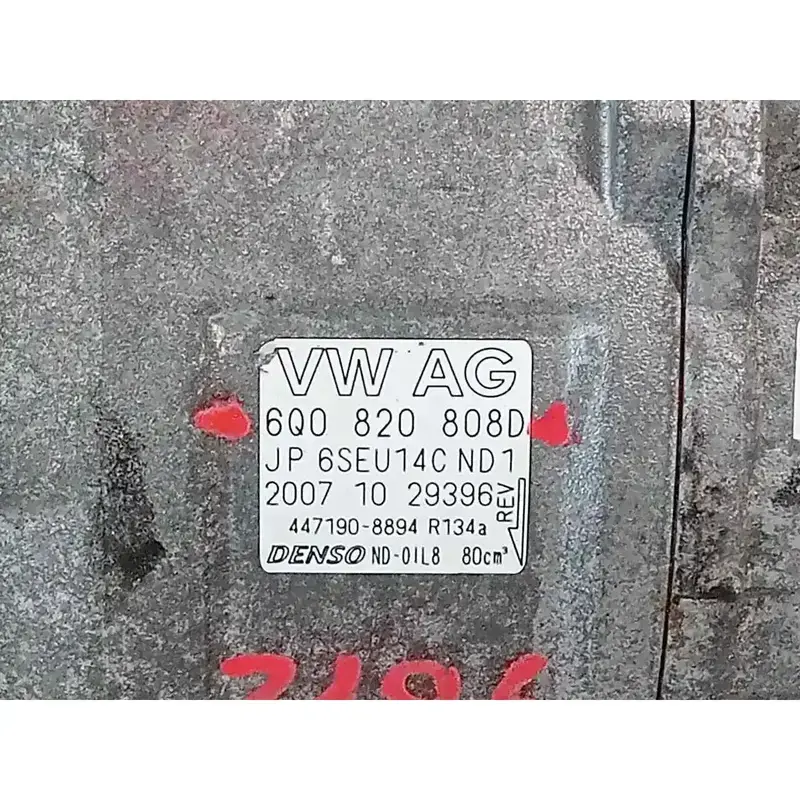 VW AG
6Q0 820 808D
JP 6SEU14C ND1
2007 10 29396
REV
447190-8894 R134a
DENSO ND-OIL8 80cm³